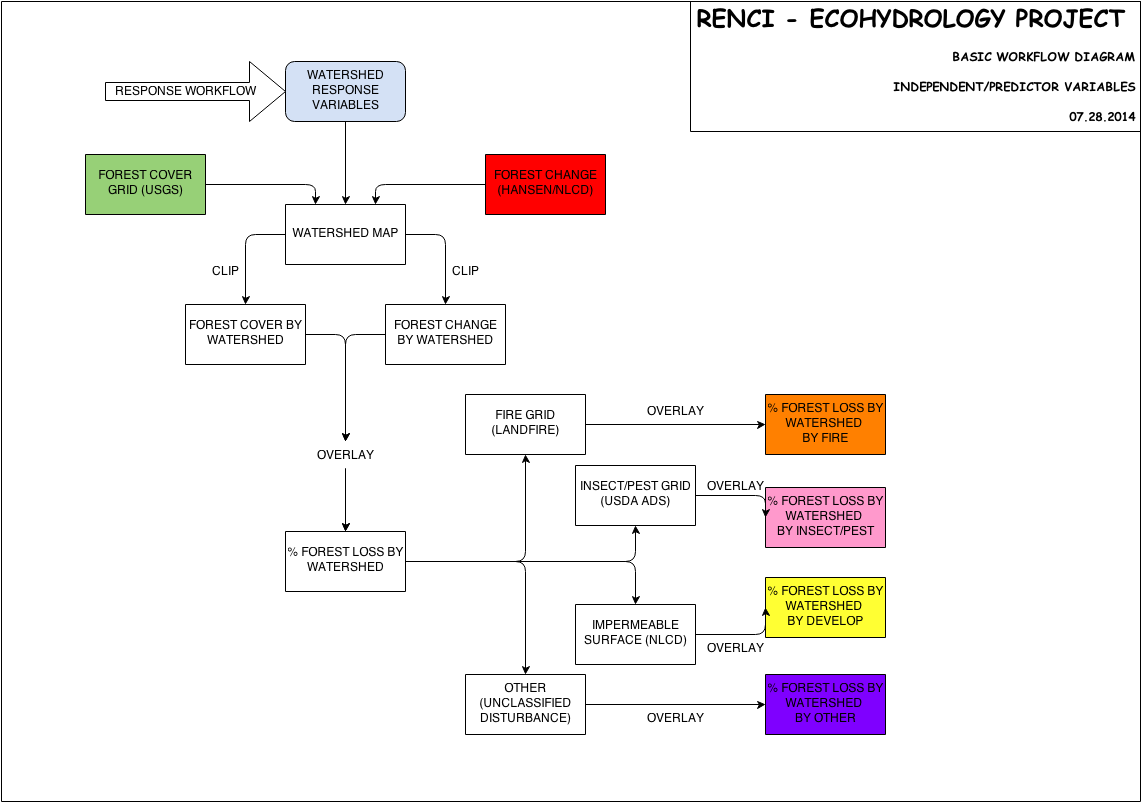 RENCI - ECOHYDROLOGY PROJECT
BASIC WORKFLOW DIAGRAM
INDEPENDENT/PREDICTOR VARIABLES
07.28.2014
RESPONSE WORKFLOW
WATERSHED
RESPONSE
VARIABLES
FOREST COVER
GRID (USGS)
FOREST CHANGE
(HANSEN/NLCD)
WATERSHED MAP
CLIP
CLIP
FOREST COVER BY
WATERSHED
FOREST CHANGE
BY WATERSHED
OVERLAY
% FOREST LOSS BY
WATERSHED
FIRE GRID
(LANDFIRE)
OVERLAY
% FOREST LOSS BY
WATERSHED
BY FIRE
INSECT/PEST GRID
(USDA ADS)
OVERLAY
% FOREST LOSS BY
WATERSHED
BY INSECT/PEST
IMPERMEABLE
SURFACE (NLCD)
OVERLAY
% FOREST LOSS BY
WATERSHED
BY DEVELOP
OTHER
(UNCLASSIFIED
DISTURBANCE)
OVERLAY
% FOREST LOSS BY
WATERSHED
BY OTHER